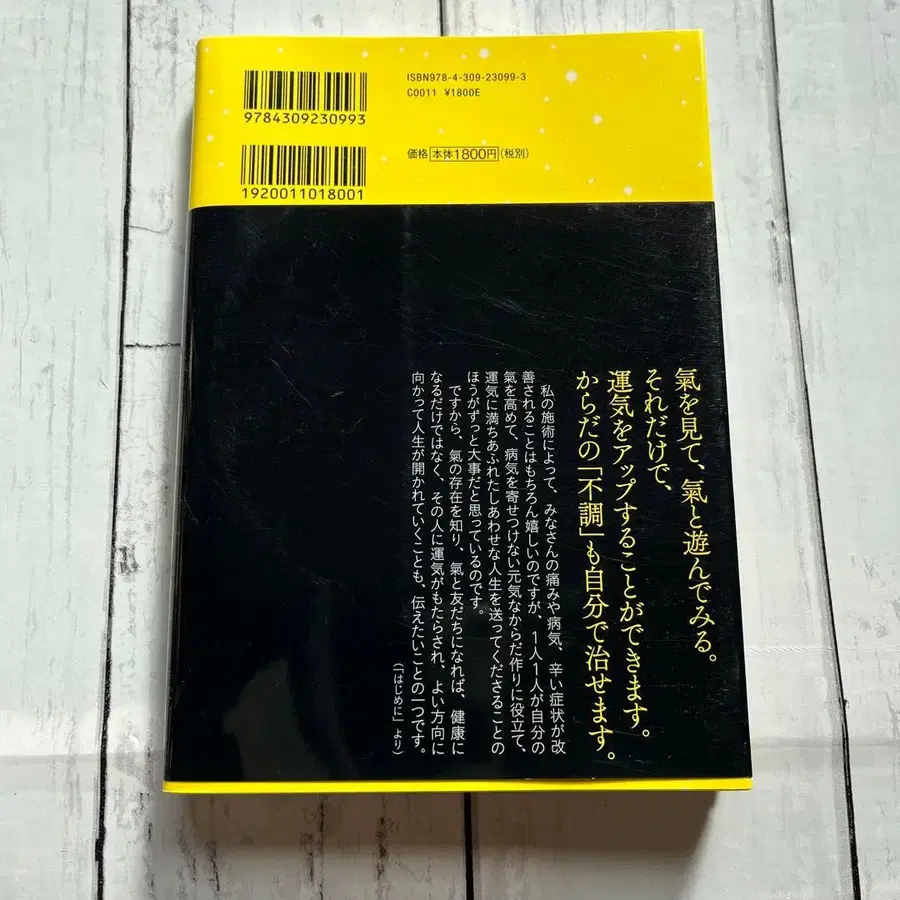 ISBN978-4-309-23099-3
C0011 ¥1800E
9784309230993
価格 本体1800円(税別)
1920011018001
氣を見て、氣と遊んでみる。
それだけで、
運気をアップすることができます。
からだの「不調」も自分で治せます。
私の施術によって、みなさんの痛みや病気、辛い症状が改
善されることはもちろん嬉しいのですが、1人1人が自分の
氣を高めて、病気を寄せつけない元気なからだ作りに役立て、
運気に満ちあふれたしあわせな人生を送ってくださることの
ほうがずっと大事だと思っているのです。
ですから、氣の存在を知り、氣と友だちになれば、健康に
なるだけではなく、その人に運気がもたらされ、よい方向に
向かって人生が開かれていくことも、伝えたいことの一つです。
(「はじめに」より)